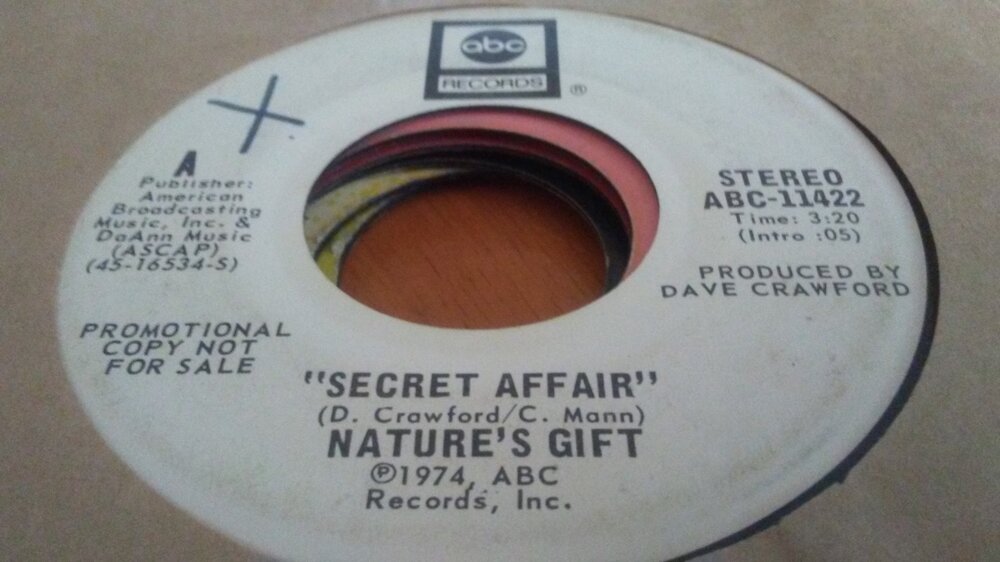 abc
RECORDS
®
A
Publisher:
American
Broadcasting
Music, Inc. &
DaAnn Music
(ASCAP)
(45-16534-S)
STEREO
ABC-11422
Time: 3:20
(Intro :05)
PRODUCED BY
DAVE CRAWFORD
PROMOTIONAL
COPY NOT
FOR SALE
"SECRET AFFAIR"
(D. Crawford/C. Mann)
NATURE'S GIFT
℗1974, ABC
Records, Inc.